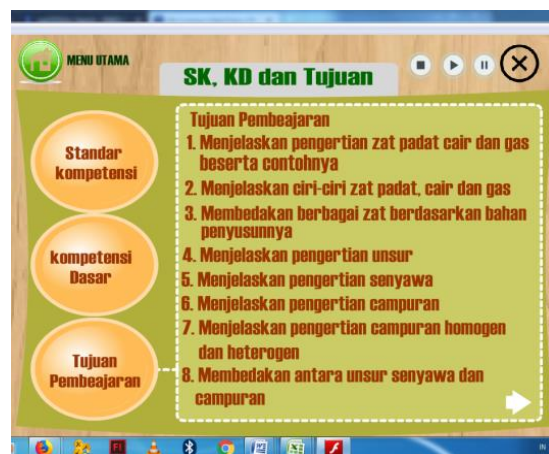 MENU UTAMA
SK, KD dan Tujuan
Standar
kompetensi
kompetensi
Dasar
Tujuan
Pembeajaran
Tujuan Pembeajaran
1. Menjelaskan pengertian zat padat cair dan gas
beserta contohnya
2. Menjelaskan ciri-ciri zat padat, cair dan gas
3. Membedakan berbagai zat berdasarkan bahan
penyusunnya
4. Menjelaskan pengertian unsur
5. Menjelaskan pengertian senyawa
6. Menjelaskan pengertian campuran
7. Menjelaskan pengertian campuran homogen
dan heterogen
8. Membedakan antara unsur senyawa dan
campuran
IN